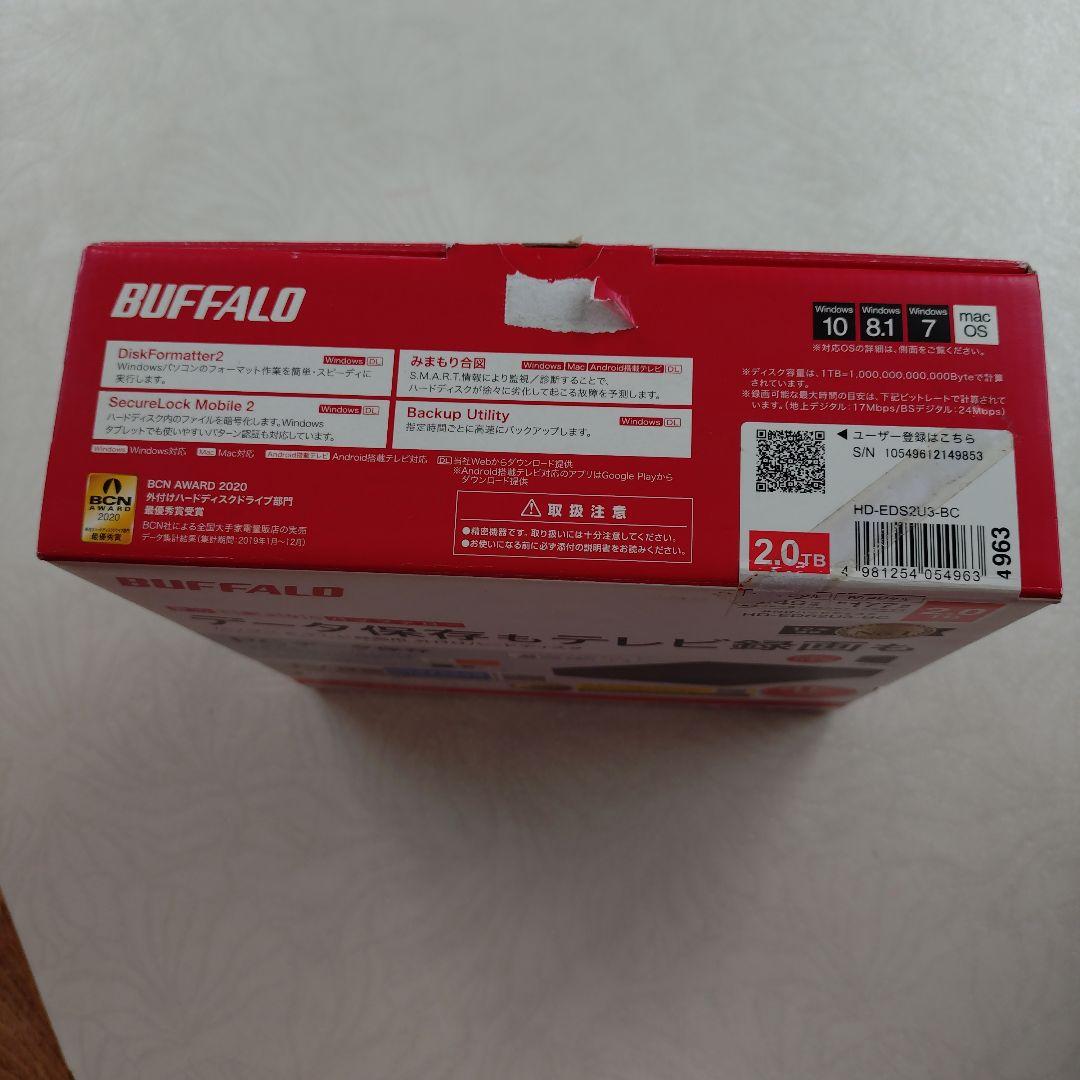 BUFFALO
DiskFormatter2 Windows DL
Windowsパソコンのフォーマット作業を簡単・スピーディに
実行します。
SecureLock Mobile 2 Windows DL
ハードディスク内のファイルを暗号化します。Windows
タブレットでも使いやすいパターン認証も対応しています。
みまもり合図 Windows Mac Android搭載テレビ DL
S.M.A.R.T.情報により監視/診断することで、
ハードディスクが徐々に劣化して起こる故障を予測します。
Backup Utility Windows DL
指定時間ごとに高速にバックアップします。
Windows Windows対応 Mac Mac対応 Android搭載テレビ Android搭載テレビ対応 DL 当社Webからダウンロード提供
※Android搭載テレビ対応のアプリはGoogle Playから
ダウンロード提供
BCN
AWARD
2020
最優秀賞
BCN AWARD 2020
外付けハードディスクドライブ部門
最優秀賞受賞
BCN社による全国大手家電量販店の実売
データ集計結果(集計期間:2019年1月~12月)
取扱注意
●精密機器です。取り扱いには十分注意してください。
●お使いになる前に必ず添付の説明書をお読みください。
Windows 10
Windows 8.1
Windows 7
mac OS
※対応OSの詳細は、側面をご覧ください。
※ディスク容量は、1TB=1,000,000,000,000Byteで計算
されています。
※録画可能な最大時間の目安は、下記ビットレートで計算されて
います。(地上デジタル:17Mbps/BSデジタル:24Mbps)
◀ユーザー登録はこちら
S/N 10549612149853
HD-EDS2U3-BC
2.0TB
4 981254 054963
4963
BUFFALO
データ保存もテレビ録画も